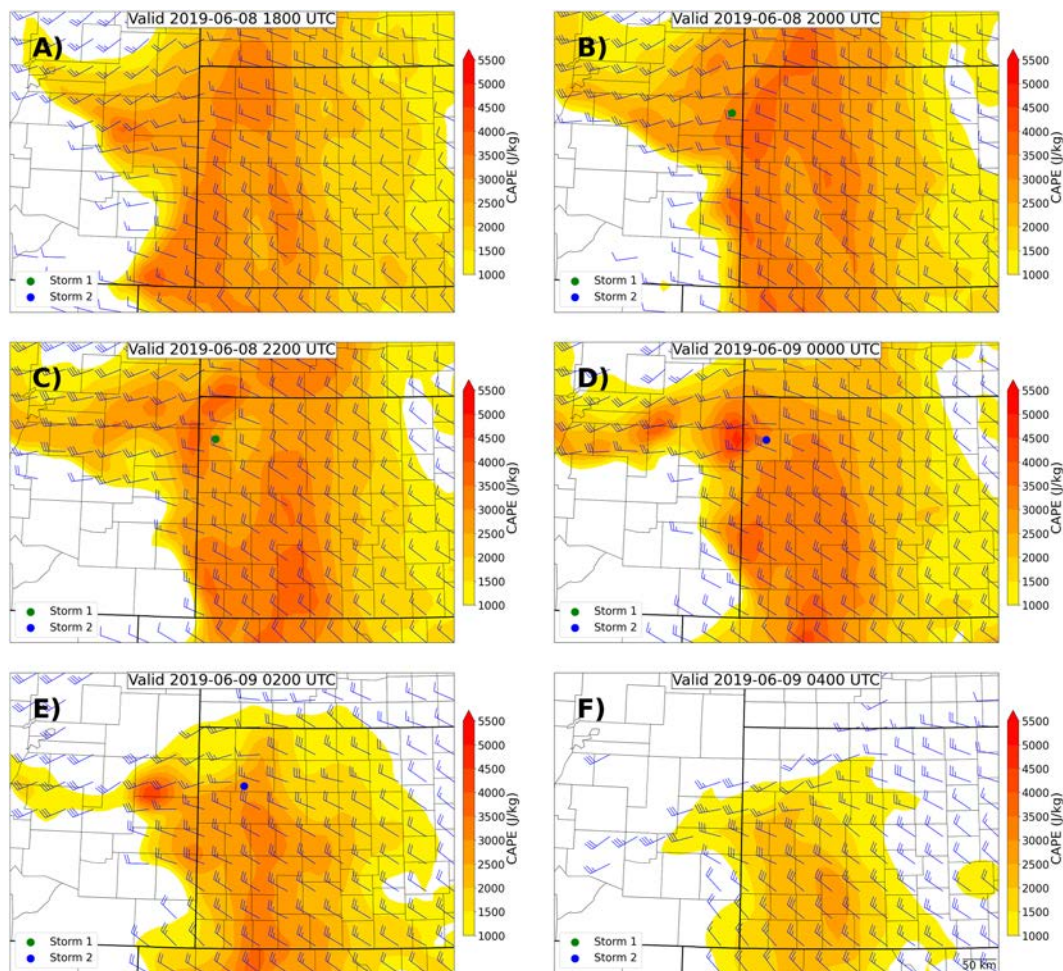 Valid 2019-06-08 1800 UTC
A)
5500
5000
4500
4000
3500
3000
2500
2000
1500
1000
CAPE (J/kg)
Storm 1
Storm 2
Valid 2019-06-08 2000 UTC
B)
5500
5000
4500
4000
3500
3000
2500
2000
1500
1000
CAPE (J/kg)
Storm 1
Storm 2
Valid 2019-06-08 2200 UTC
C)
5500
5000
4500
4000
3500
3000
2500
2000
1500
1000
CAPE (J/kg)
Storm 1
Storm 2
Valid 2019-06-09 0000 UTC
D)
5500
5000
4500
4000
3500
3000
2500
2000
1500
1000
CAPE (J/kg)
Storm 1
Storm 2
Valid 2019-06-09 0200 UTC
E)
5500
5000
4500
4000
3500
3000
2500
2000
1500
1000
CAPE (J/kg)
Storm 1
Storm 2
Valid 2019-06-09 0400 UTC
F)
5500
5000
4500
4000
3500
3000
2500
2000
1500
1000
CAPE (J/kg)
Storm 1
Storm 2
50 km